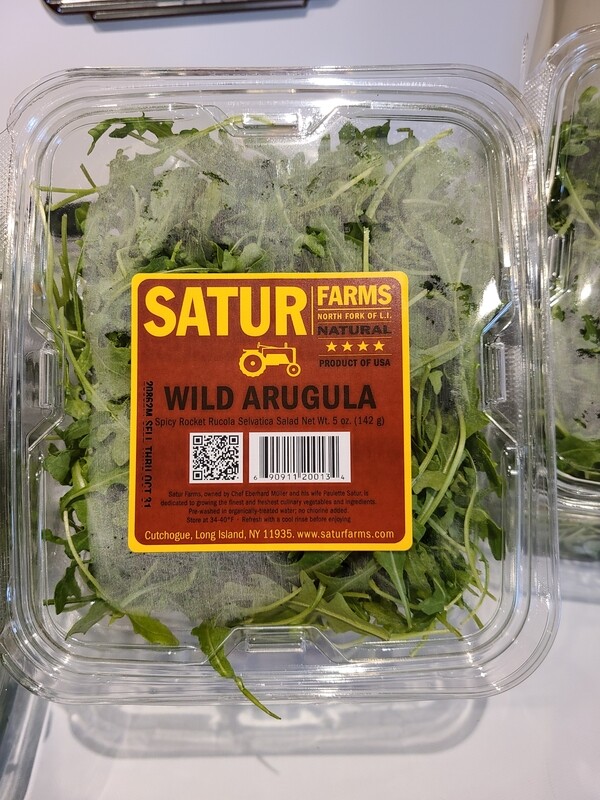 SATUR FARMS
NORTH FORK OF L.I.
NATURAL
PRODUCT OF USA
WILD ARUGULA
Spicy Rocket Rucola Selvatica Salad Net Wt. 5 oz. (142 g)
20862M SELL THRU OCT 31
6 90911 20013 4
Satur Farms, owned by Chef Eberhard Müller and his wife Paulette Satur, is
dedicated to growing the finest and freshest culinary vegetables and ingredients.
Pre-washed in organically-treated water; no chlorine added.
Store at 34-40°F • Refresh with a cool rinse before enjoying
Cutchogue, Long Island, NY 11935. www.saturfarms.com